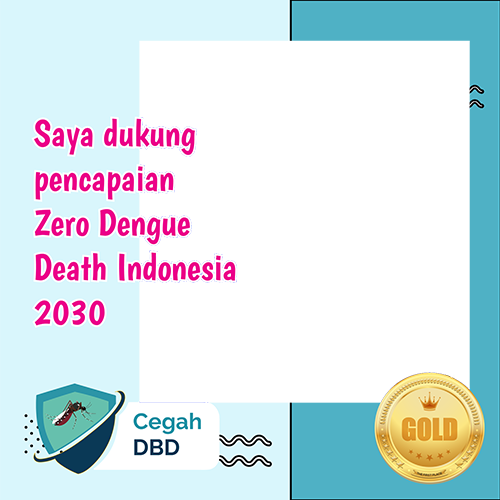 Saya dukung
pencapaian
Zero Dengue
Death Indonesia
2030
Cegah
DBD
GOLD